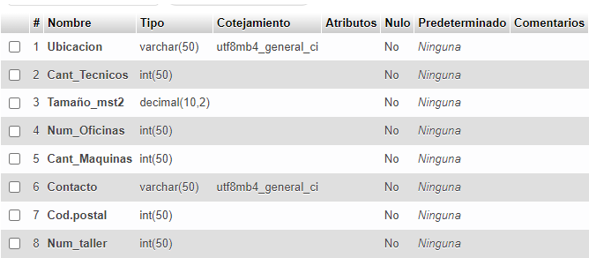 # Nombre Tipo Cotejamiento Atributos Nulo Predeterminado Comentarios
1 Ubicacion varchar(50) utf8mb4_general_ci No Ninguna
2 Cant_Tecnicos int(50) No Ninguna
3 Tamaño_mst2 decimal(10,2) No Ninguna
4 Num_Oficinas int(50) No Ninguna
5 Cant_Maquinas int(50) No Ninguna
6 Contacto varchar(50) utf8mb4_general_ci No Ninguna
7 Cod.postal int(50) No Ninguna
8 Num_taller int(50) No Ninguna